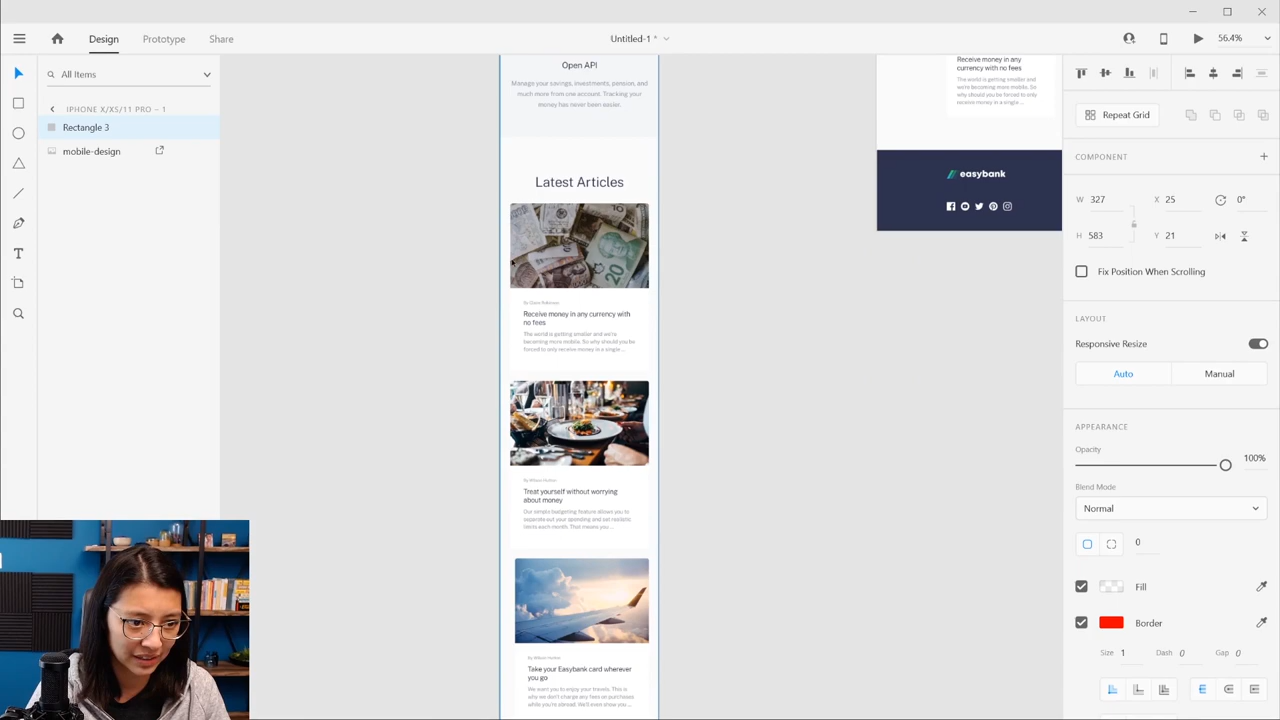 Design
Prototype
Share
Untitled-1 *
56.4%
All Items
IPHONE X/XS/11 PRO – 1
Rectangle 3
mobile-design
Open API
Manage your savings, investments, pension, and
much more from one account. Tracking your
money has never been easier.
Latest Articles
20
By Claire Robinson
Receive money in any currency with
no fees
The world is getting smaller and we're
becoming more mobile. So why should you be
forced to only receive money in a single ...
By Wilson Hutton
Treat yourself without worrying
about money
Our simple budgeting feature allows you to
separate out your spending and set realistic
limits each month. That means you ...
By Wilson Hutton
Take your Easybank card wherever
you go
We want you to enjoy your travels. This is
why we don't charge any fees on purchases
while you're abroad. We'll even show you ...
Receive money in any
currency with no fees
The world is getting smaller and
we're becoming more mobile. So
why should you be forced to only
receive money in a single ...
easybank
Repeat Grid
COMPONENT
W 327 X 25 0°
H 583 Y 21
Fix Position When Scrolling
LAYOUT
Responsive Resize
Auto
Manual
APPEARANCE
Opacity
100%
Blend Mode
Normal
0
Fill
Border
Size 1 Dash 0